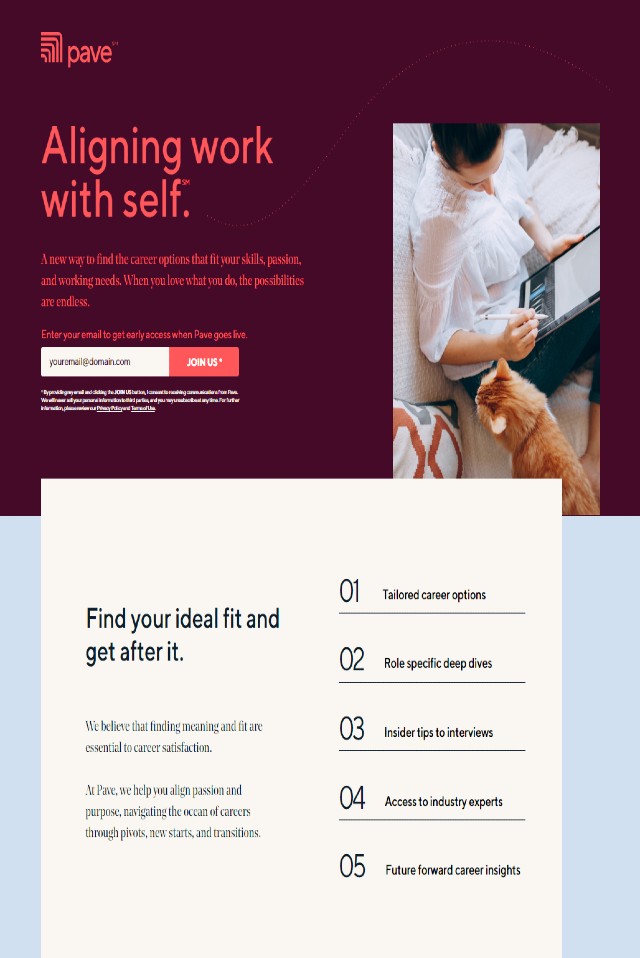 pave℠
Aligning work
with self.℠
A new way to find the career options that fit your skills, passion,
and working needs. When you love what you do, the possibilities
are endless.
Enter your email to get early access when Pave goes live.
youremail@domain.com
JOIN US *
* By providing my email and clicking the JOIN US button, I consent to receiving communications from Pave.
We will never sell your personal information to third parties, and you may unsubscribe at any time. For further
information, please review our Privacy Policy and Terms of Use.
Find your ideal fit and
get after it.
We believe that finding meaning and fit are
essential to career satisfaction.
At Pave, we help you align passion and
purpose, navigating the ocean of careers
through pivots, new starts, and transitions.
01 Tailored career options
02 Role specific deep dives
03 Insider tips to interviews
04 Access to industry experts
05 Future forward career insights